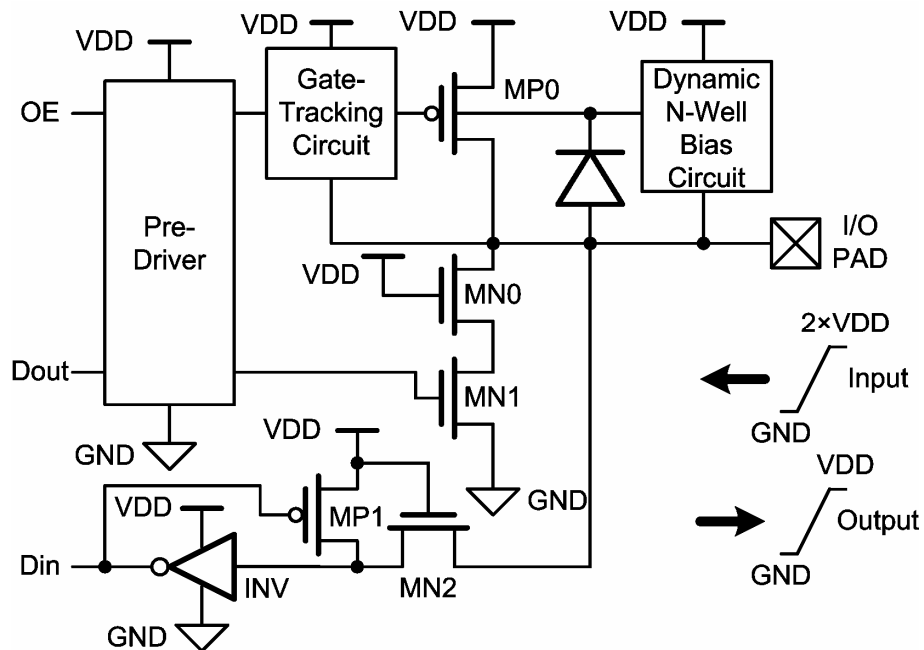 VDD
VDD
VDD
VDD
OE
Gate-
Tracking
Circuit
MP0
Dynamic
N-Well
Bias
Circuit
Pre-
Driver
I/O
PAD
VDD
MN0
2×VDD
Dout
MN1
Input
GND
GND
VDD
VDD
GND
VDD
MP1
Output
Din
INV
MN2
GND
GND